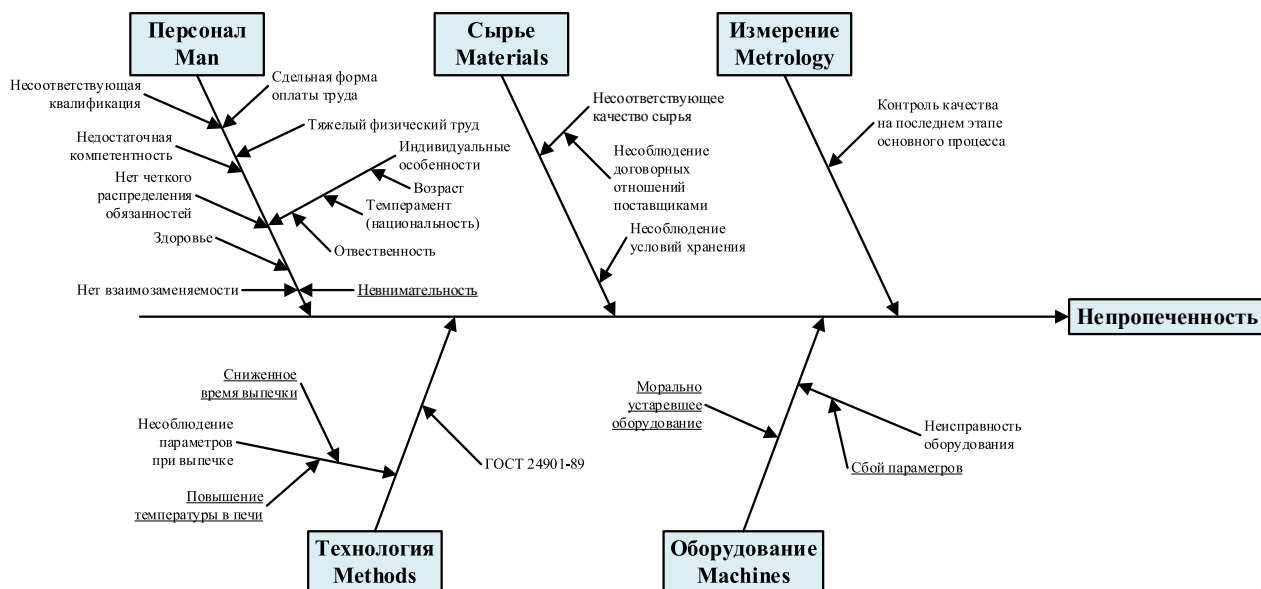 Персонал
Man
Сырье
Materials
Измерение
Metrology
Несоответствующая
квалификация
Сдельная форма
оплаты труда
Тяжелый физический труд
Недостаточная
компетентность
Индивидуальные
особенности
Возраст
Нет четкого
распределения
обязанностей
Темперамент
(национальность)
Здоровье
Отвественность
Нет взаимозаменяемости
Невнимательность
Несоответствующее
качество сырья
Несоблюдение
договорных
отношений
поставщиками
Несоблюдение
условий хранения
Контроль качества
на последнем этапе
основного процесса
Непропеченность
Сниженное
время выпечки
Несоблюдение
параметров
при выпечке
Повышение
температуры в печи
ГОСТ 24901-89
Морально
устаревшее
оборудование
Неисправность
оборудования
Сбой параметров
Технология
Methods
Оборудование
Machines